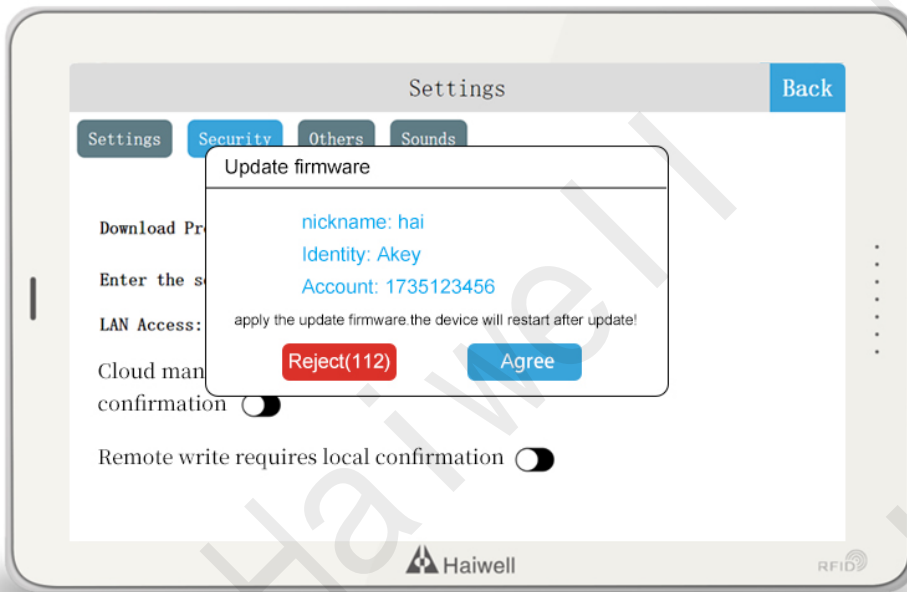 Settings
Back
Settings Security Others Sounds
Update firmware
nickname: hai
Identity: Akey
Account: 1735123456
apply the update firmware.the device will restart after update!
Reject(112) Agree
Download
Enter the
LAN Access:
Cloud
confirmation
Remote write requires local confirmation
Haiwell
RFID
Haiwell